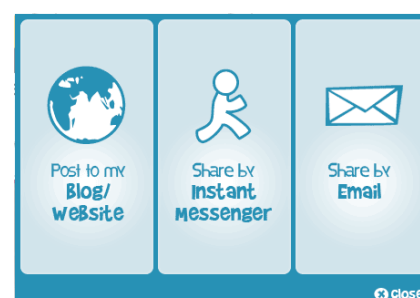 Post to my
Blog/
Website
Share by
Instant
Messenger
Share by
Email
Close